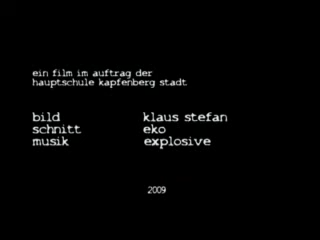 ein film im auftrag der
hauptschule kapfenberg stadt
bild klaus stefan
schnitt eko
musik explosive
2009